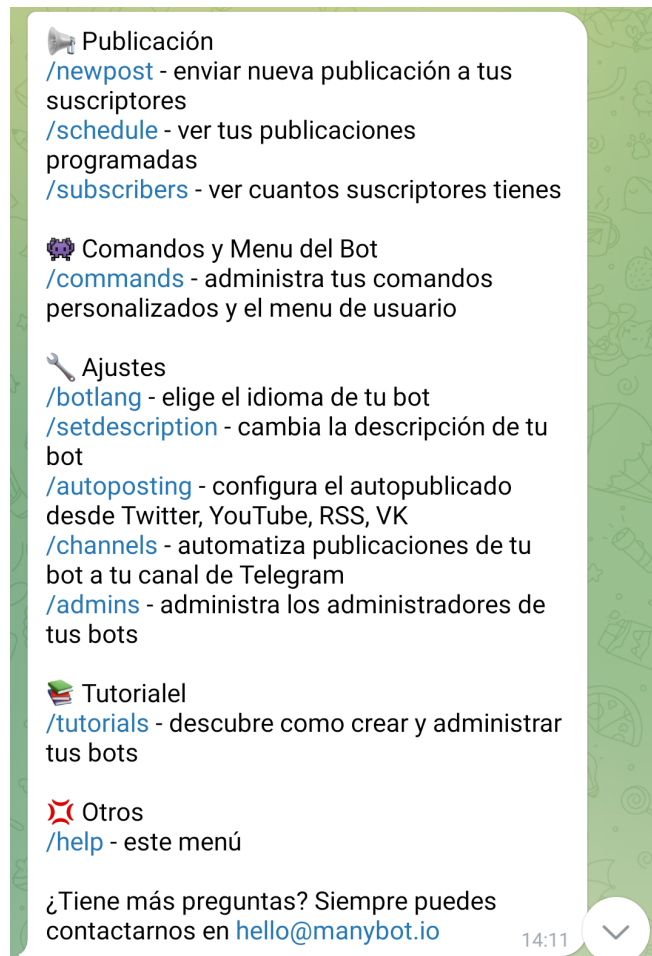 Publicación
/newpost - enviar nueva publicación a tus
suscriptores
/schedule - ver tus publicaciones
programadas
/subscribers - ver cuantos suscriptores tienes
Comandos y Menu del Bot
/commands - administra tus comandos
personalizados y el menu de usuario
Ajustes
/botlang - elige el idioma de tu bot
/setdescription - cambia la descripción de tu
bot
/autoposting - configura el autopublicado
desde Twitter, YouTube, RSS, VK
/channels - automatiza publicaciones de tu
bot a tu canal de Telegram
/admins - administra los administradores de
tus bots
Tutorialel
/tutorials - descubre como crear y administrar
tus bots
Otros
/help - este menú
¿Tiene más preguntas? Siempre puedes
contactarnos en hello@manybot.io
14:11